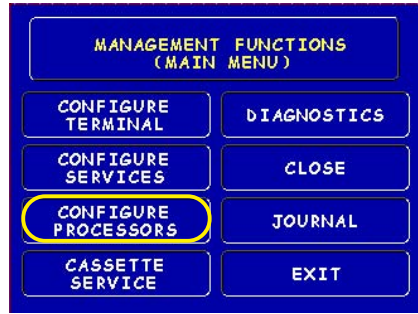 MANAGEMENT FUNCTIONS
(MAIN MENU)
CONFIGURE
TERMINAL
DIAGNOSTICS
CONFIGURE
SERVICES
CLOSE
CONFIGURE
PROCESSORS
JOURNAL
CASSETTE
SERVICE
EXIT